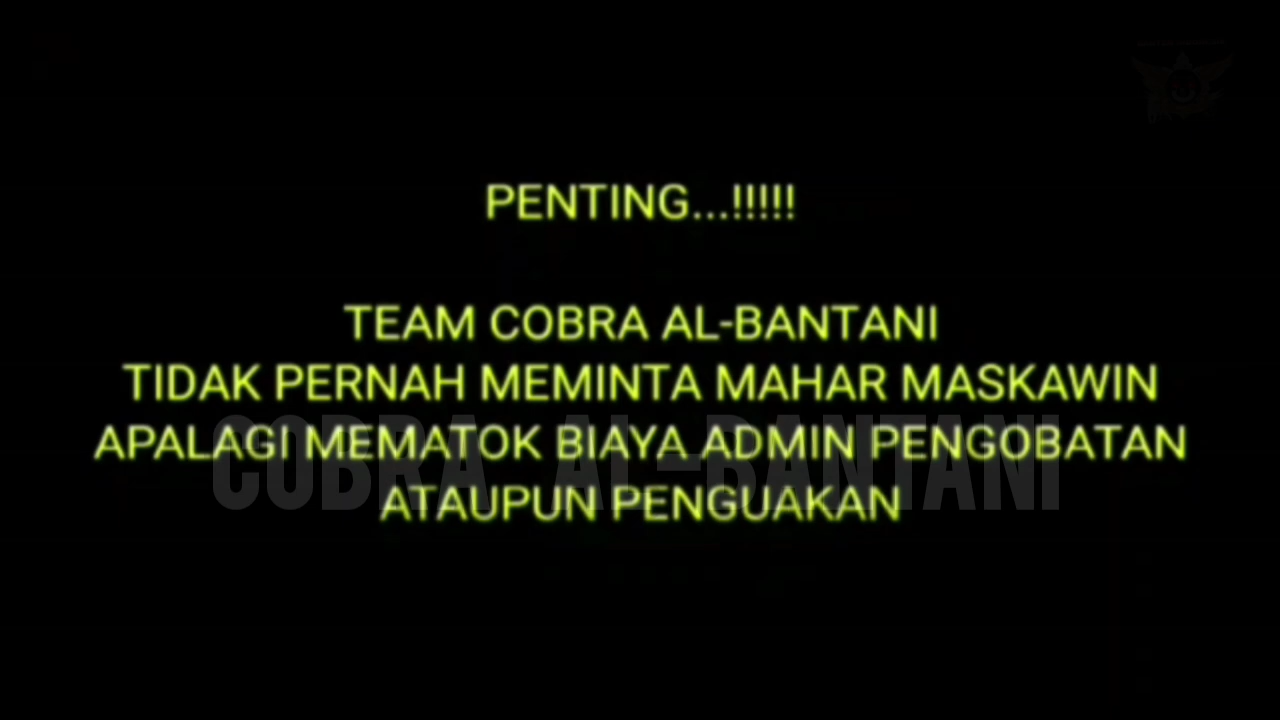 PENTING...!!!!!
TEAM COBRA AL-BANTANI
TIDAK PERNAH MEMINTA MAHAR MASKAWIN
APALAGI MEMATOK BIAYA ADMIN PENGOBATAN
ATAUPUN PENGUAKAN
COBRA AL-BANTANI